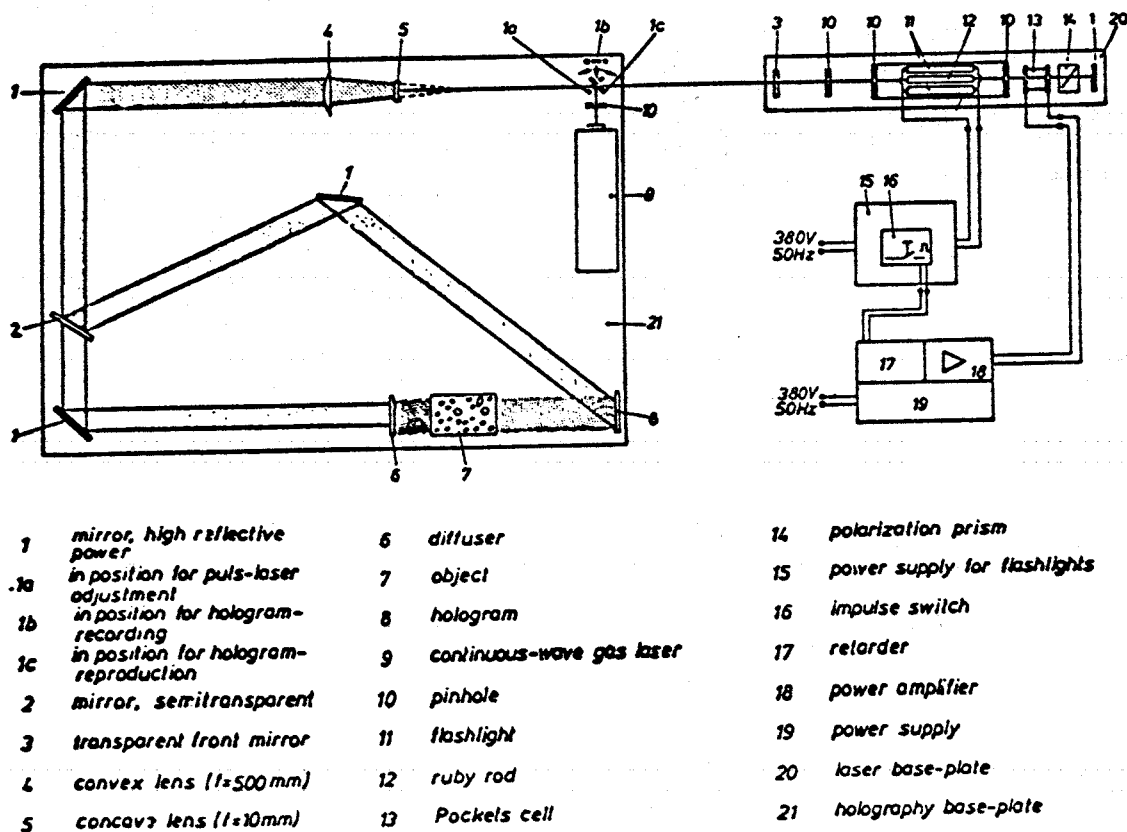 3 10 10 11 12 10 13 14 1 20
4 5 1a 1b 1c
1
10
1
9
15 16
380V
50Hz
2
21
17 18
380V
50Hz
19
1
8
6 7
1 mirror, high reflective
power
1a in position for puls-laser
adjustment
1b in position for hologram-
recording
1c in position for hologram-
reproduction
2 mirror, semitransparent
3 transparent front mirror
4 convex lens (f=500mm)
5 concave lens (f=10mm)
6 diffuser
7 object
8 hologram
9 continuous-wave gas laser
10 pinhole
11 flashlight
12 ruby rod
13 Pockels cell
14 polarization prism
15 power supply for flashlights
16 impulse switch
17 retarder
18 power amplifier
19 power supply
20 laser base-plate
21 holography base-plate